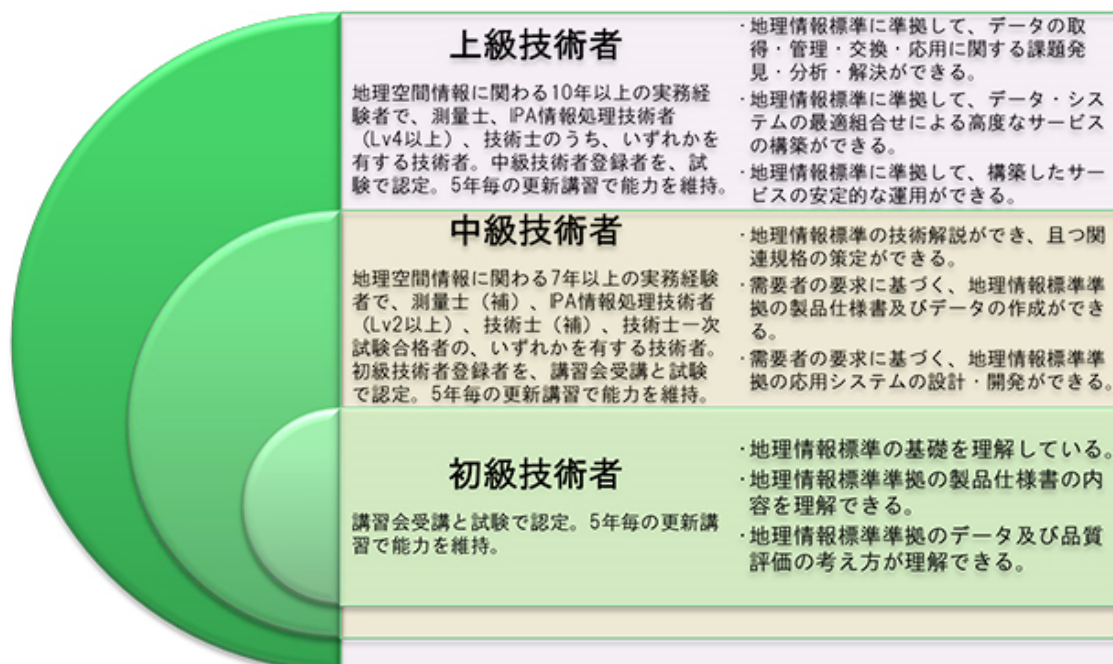 上級技術者
地理空間情報に関わる10年以上の実務経
験者で、測量士、IPA情報処理技術者
（Lv4以上）、技術士のうち、いずれかを
有する技術者。中級技術者登録者を、試
験で認定。5年毎の更新講習で能力を維持。
・地理情報標準に準拠して、データの取
得・管理・交換・応用に関する課題発
見・分析・解決ができる。
・地理情報標準に準拠して、データ・シス
テムの最適組合せによる高度なサービス
の構築ができる。
・地理情報標準に準拠して、構築したサー
ビスの安定的な運用ができる。
中級技術者
地理空間情報に関わる7年以上の実務経験
者で、測量士（補）、IPA情報処理技術者
（Lv2以上）、技術士（補）、技術士一次
試験合格者の、いずれかを有する技術者。
初級技術者登録者を、講習会受講と試験
で認定。5年毎の更新講習で能力を維持。
・地理情報標準の技術解説ができ、且つ関
連規格の策定ができる。
・需要者の要求に基づく、地理情報標準準
拠の製品仕様書及びデータの作成ができ
る。
・需要者の要求に基づく、地理情報標準準
拠の応用システムの設計・開発ができる。
初級技術者
講習会受講と試験で認定。5年毎の更新講
習で能力を維持。
・地理情報標準の基礎を理解している。
・地理情報標準準拠の製品仕様書の内
容を理解できる。
・地理情報標準準拠のデータ及び品質
評価の考え方が理解できる。